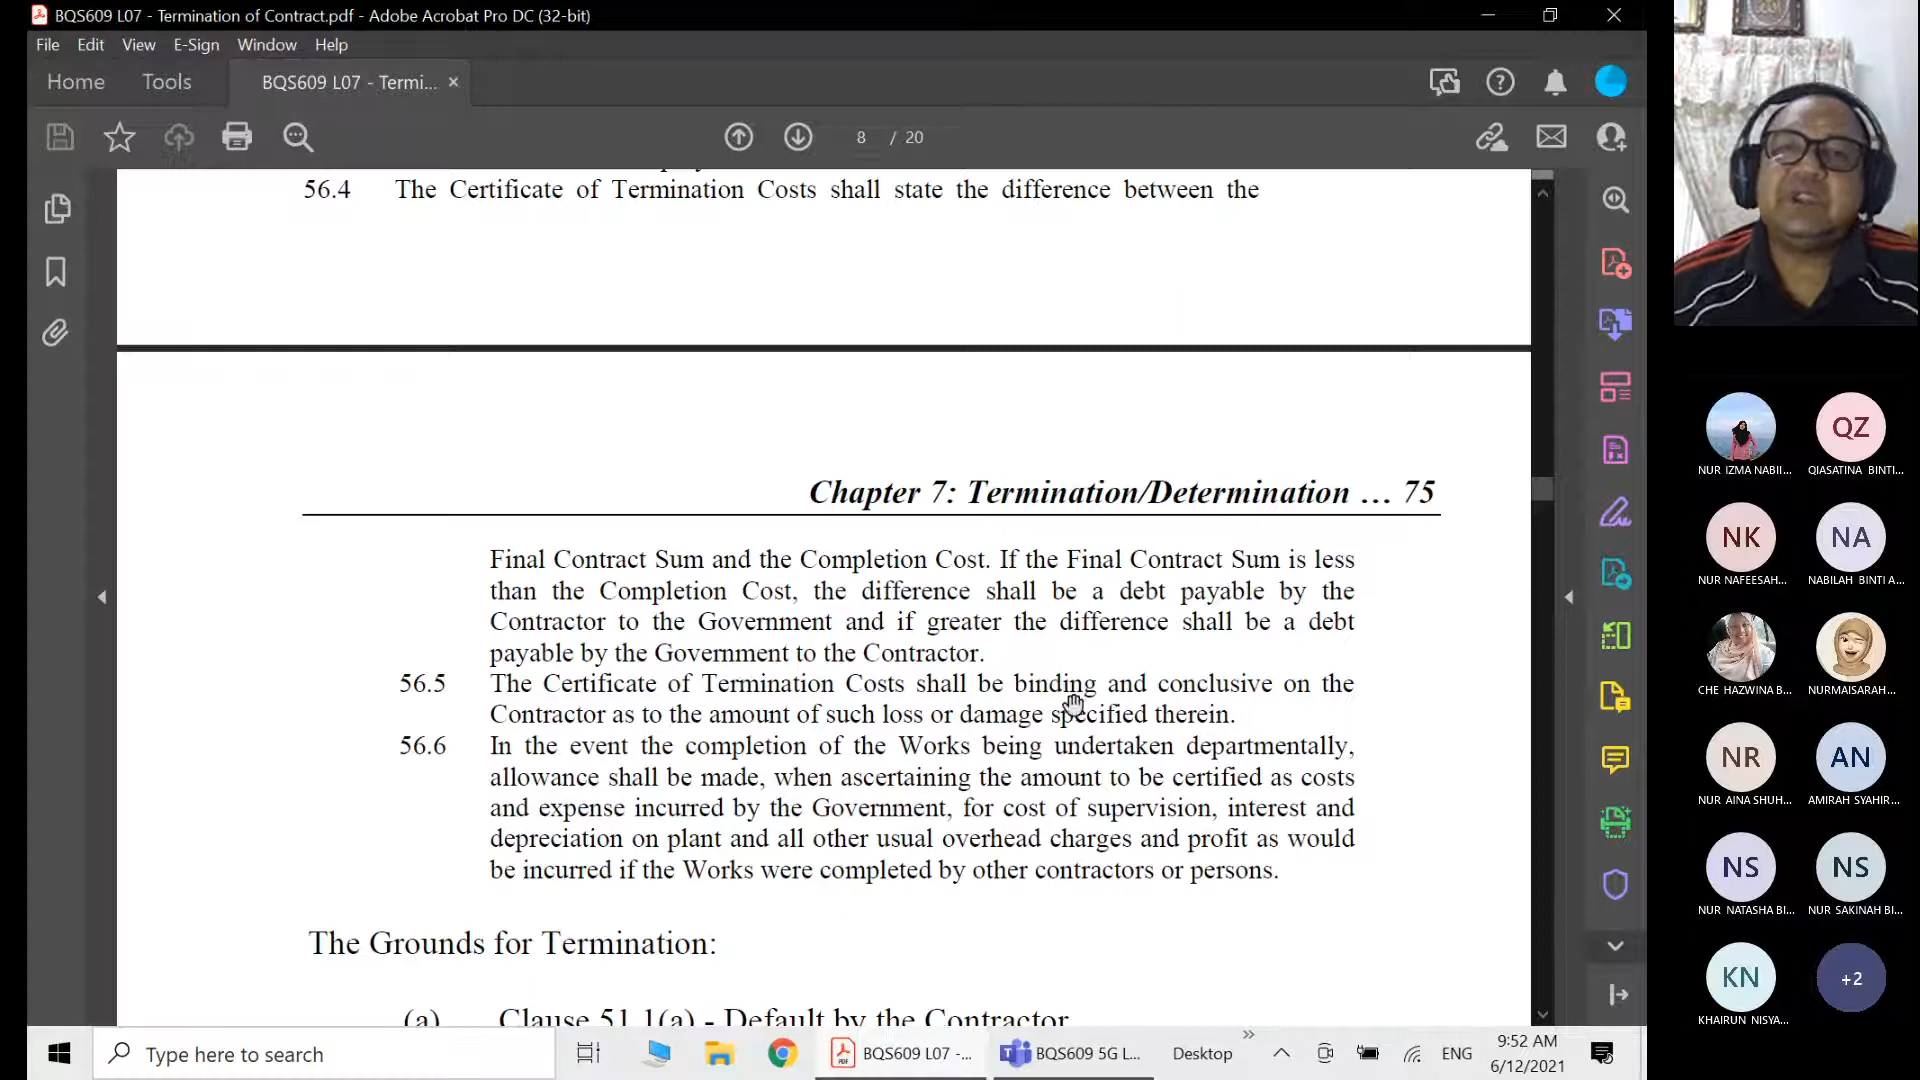 BQS609 L07 - Termination of Contract.pdf - Adobe Acrobat Pro DC (32-bit)
File Edit View E-Sign Window Help
Home Tools BQS609 L07 - Termi... ×
8 / 20
56.4 The Certificate of Termination Costs shall state the difference between the
Chapter 7: Termination/Determination … 75
Final Contract Sum and the Completion Cost. If the Final Contract Sum is less
than the Completion Cost, the difference shall be a debt payable by the
Contractor to the Government and if greater the difference shall be a debt
payable by the Government to the Contractor.
56.5 The Certificate of Termination Costs shall be binding and conclusive on the
Contractor as to the amount of such loss or damage specified therein.
56.6 In the event the completion of the Works being undertaken departmentally,
allowance shall be made, when ascertaining the amount to be certified as costs
and expense incurred by the Government, for cost of supervision, interest and
depreciation on plant and all other usual overhead charges and profit as would
be incurred if the Works were completed by other contractors or persons.
The Grounds for Termination:
(a) Clause 51.1(a) - Default by the Contractor
QZ
NUR IZMA NABII... QIASATINA BINTI...
NK NA
NUR NAFEESAH... NABILAH BINTI A...
CHE HAZWINA B... NURMAISARAH...
NR AN
NUR AINA SHUH... AMIRAH SYAHIR...
NS NS
NUR NATASHA BI... NUR SAKINAH BI...
KN +2
KHAIRUN NISYA...
Type here to search
BQS609 L07 -...
BQS609 5G L...
Desktop
ENG
9:52 AM
6/12/2021